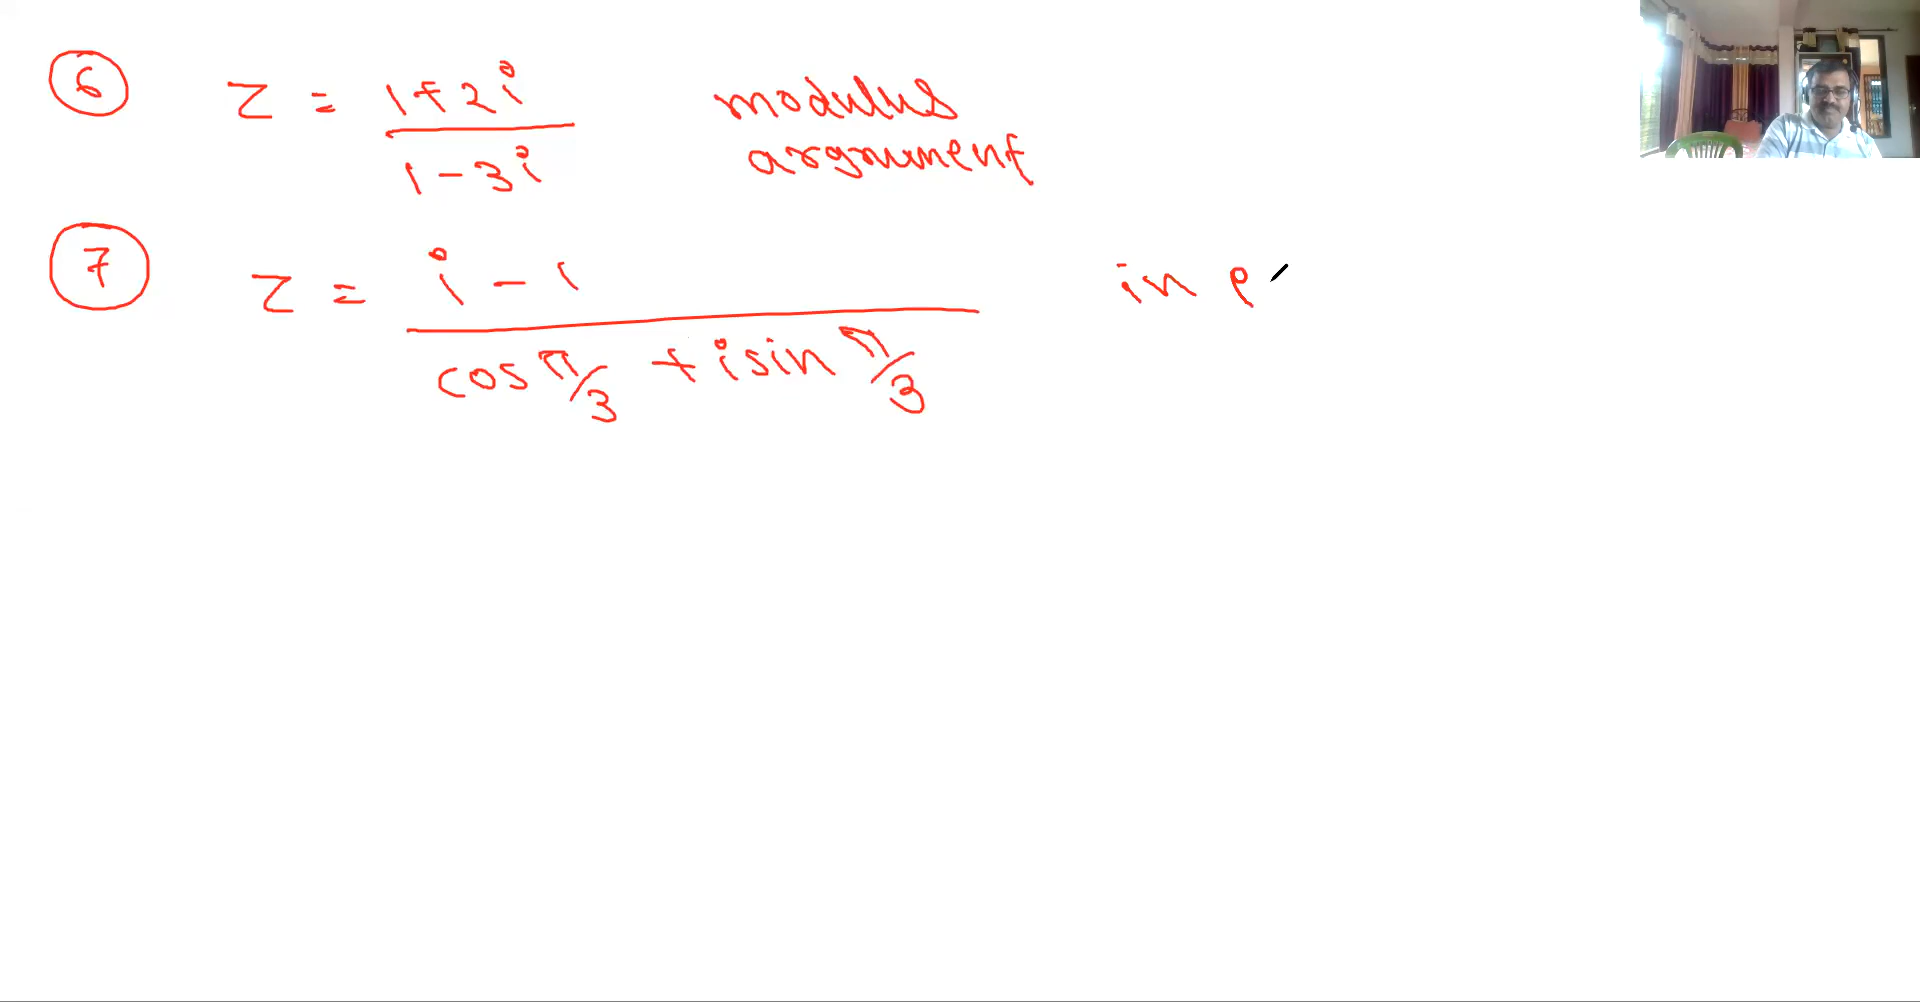 6 z = 1+2i / 1-3i modulus
argument
7 z = i-1 / cos π/3 + i sin π/3 in p